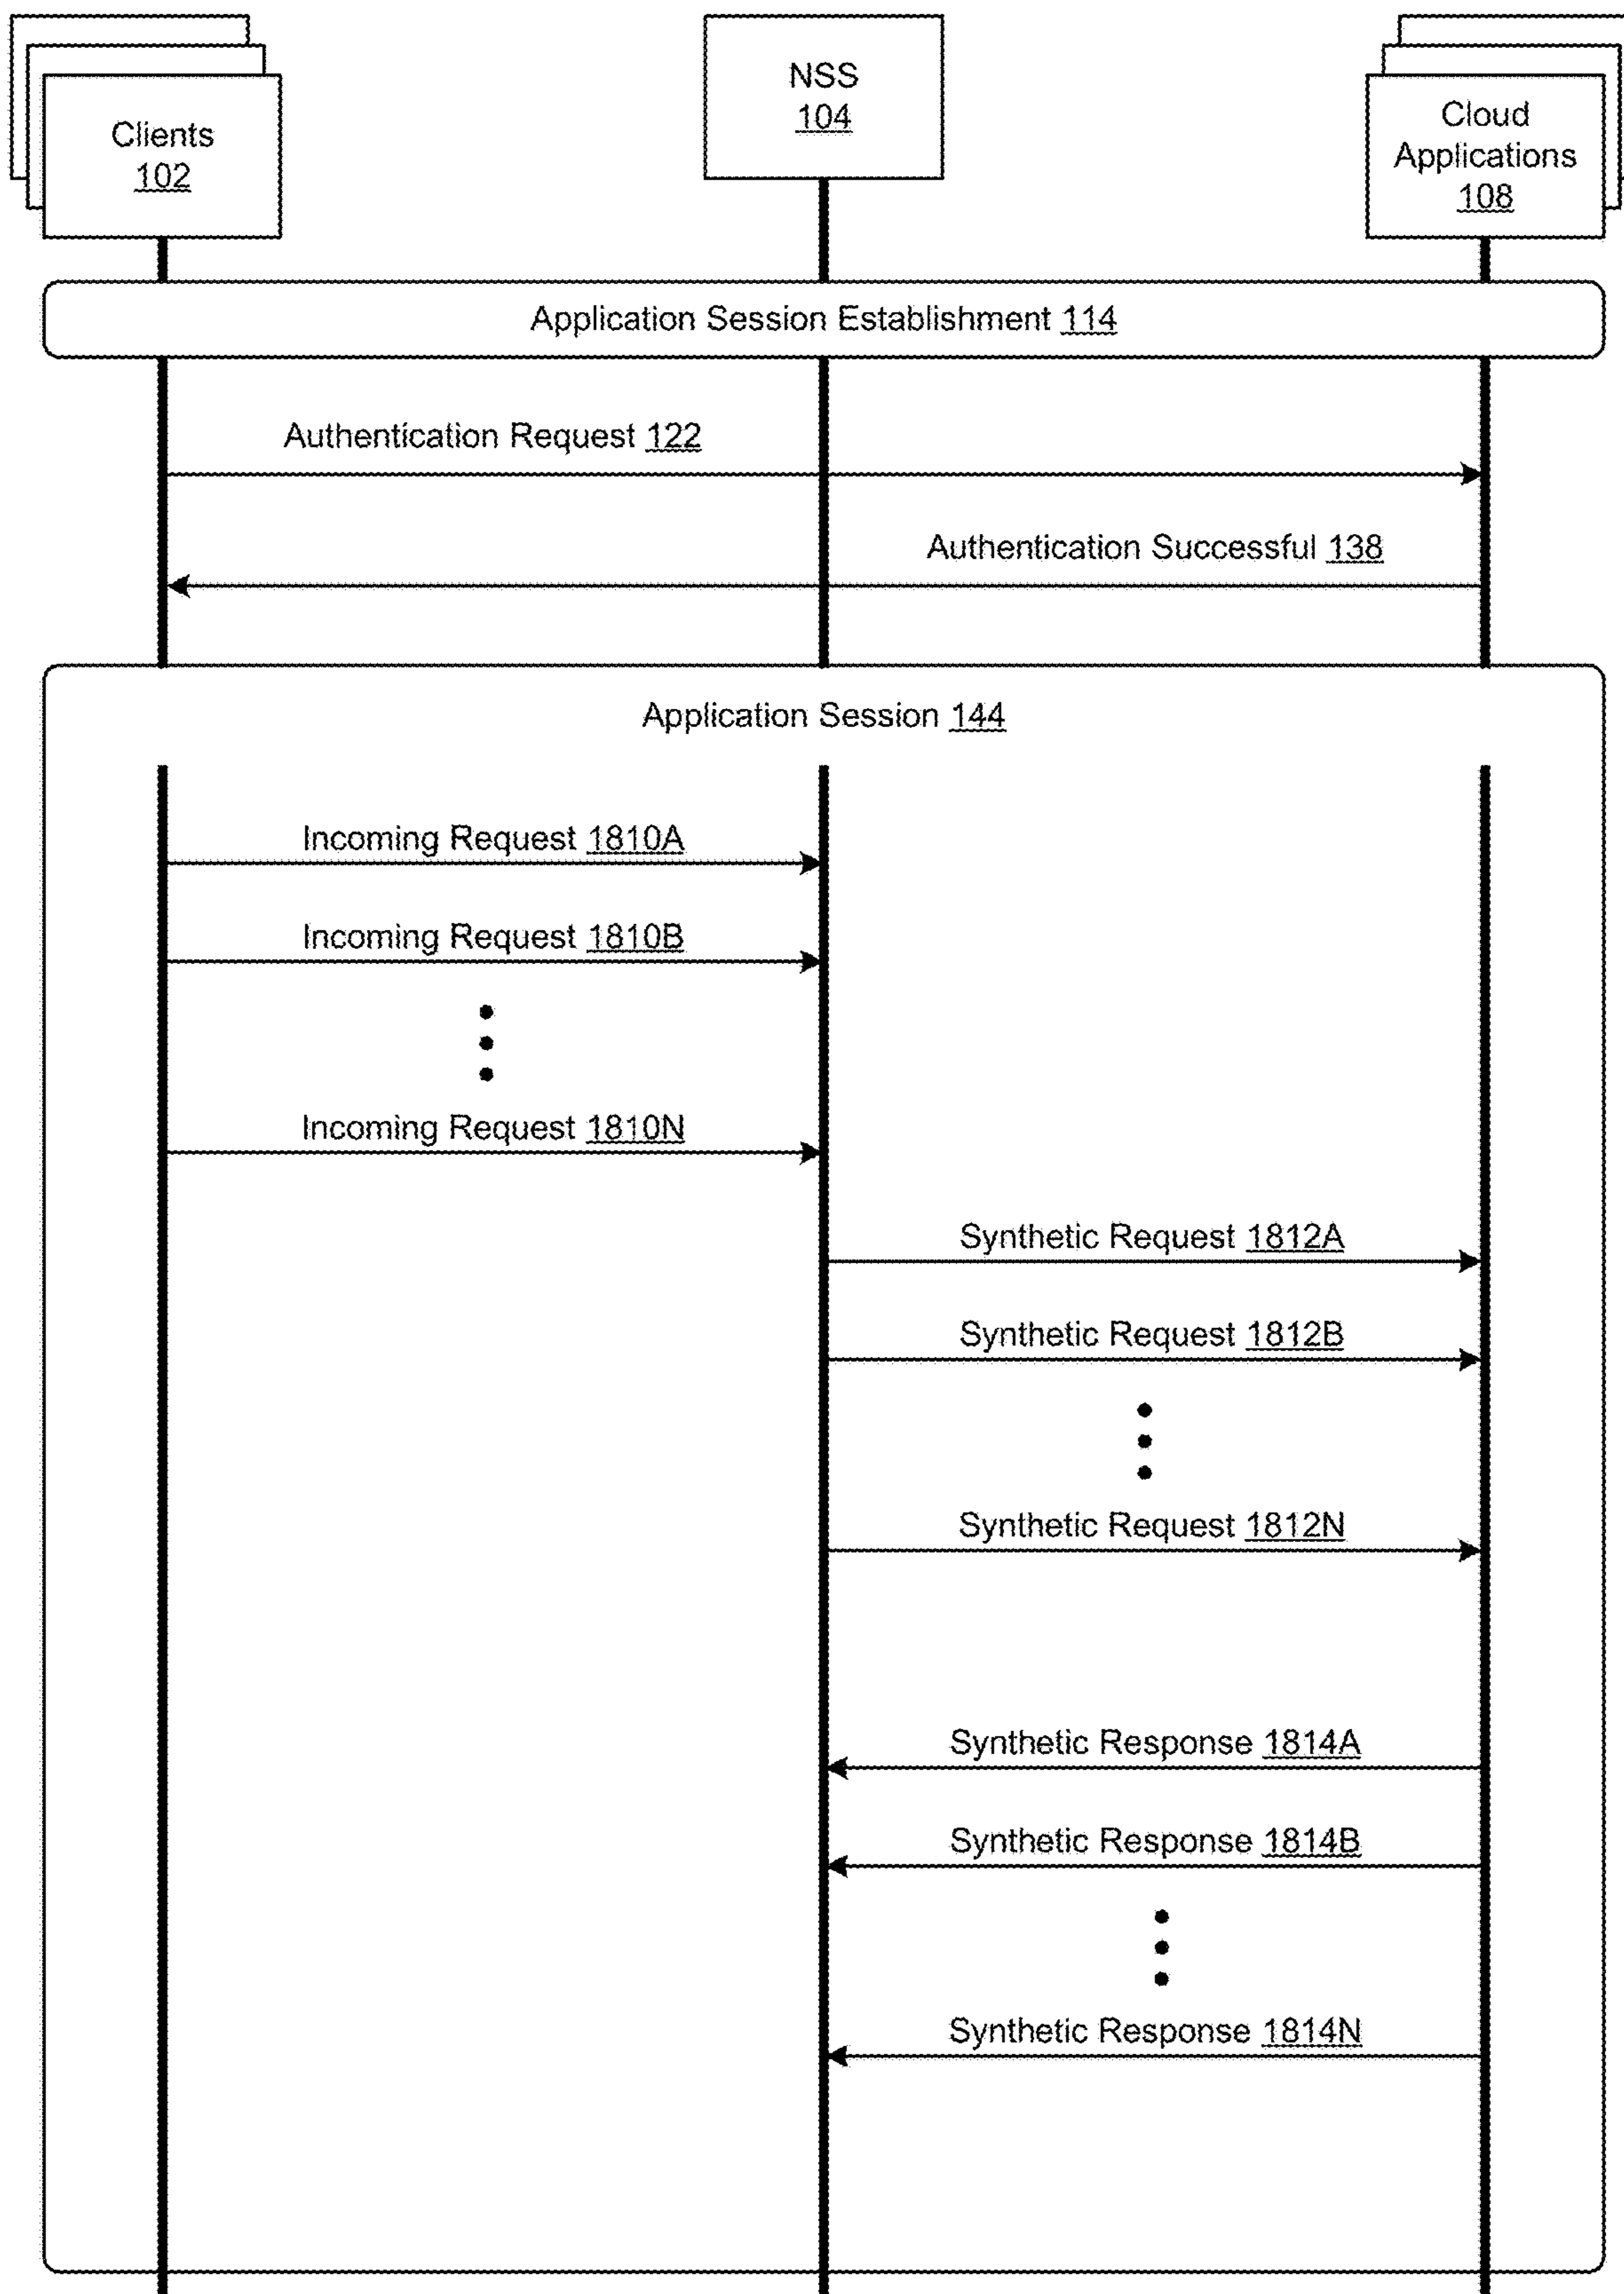 Clients
102
NSS
104
Cloud
Applications
108
Application Session Establishment 114
Authentication Request 122
Authentication Successful 138
Application Session 144
Incoming Request 1810A
Incoming Request 1810B
Incoming Request 1810N
Synthetic Request 1812A
Synthetic Request 1812B
Synthetic Request 1812N
Synthetic Response 1814A
Synthetic Response 1814B
Synthetic Response 1814N